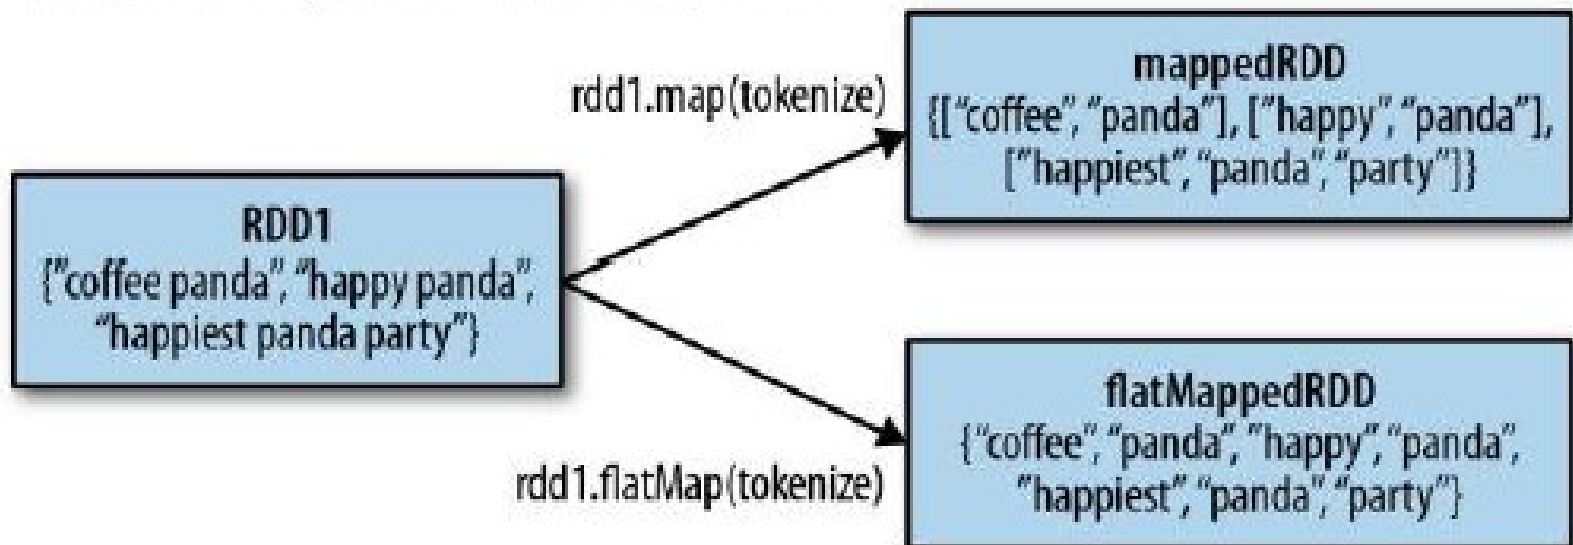 rdd1.map(tokenize)
mappedRDD
{["coffee", "panda"], ["happy", "panda"],
["happiest", "panda", "party"]}
RDD1
{"coffee panda", "happy panda",
"happiest panda party"}
rdd1.flatMap(tokenize)
flatMappedRDD
{"coffee", "panda", "happy", "panda",
"happiest", "panda", "party"}